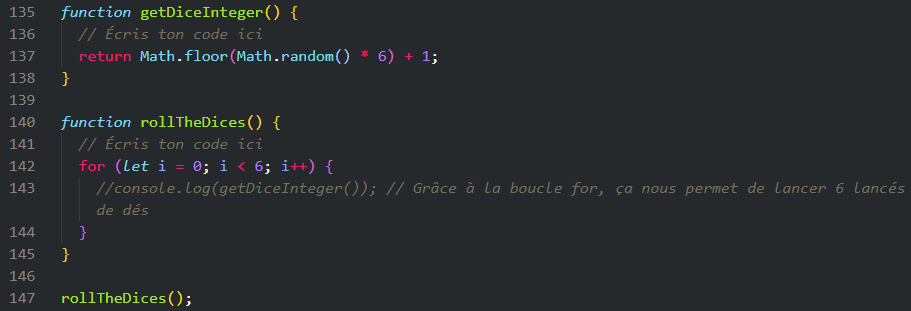 135 function getDiceInteger() {
136 // Écris ton code ici
137 return Math.floor(Math.random() * 6) + 1;
138 }
139
140 function rollTheDices() {
141 // Écris ton code ici
142 for (let i = 0; i < 6; i++) {
143 //console.log(getDiceInteger()); // Grâce à la boucle for, ça nous permet de lancer 6 lancés
de dés
144 }
145 }
146
147 rollTheDices();